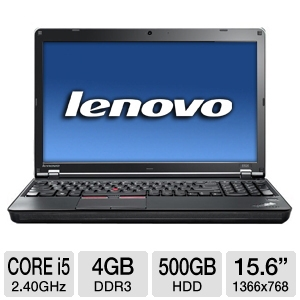 lenovo
CORE i5 4GB 500GB 15.6"
2.40GHz DDR3 HDD 1366x768